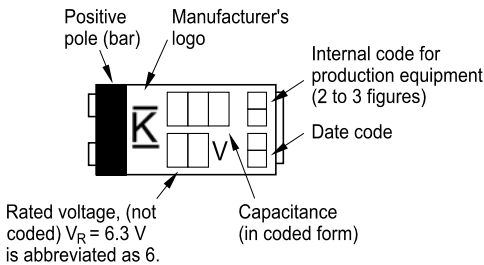 Positive
pole (bar)
Manufacturer's
logo
Internal code for
production equipment
(2 to 3 figures)
Date code
K
V
Rated voltage, (not
coded) VR = 6.3 V
is abbreviated as 6.
Capacitance
(in coded form)